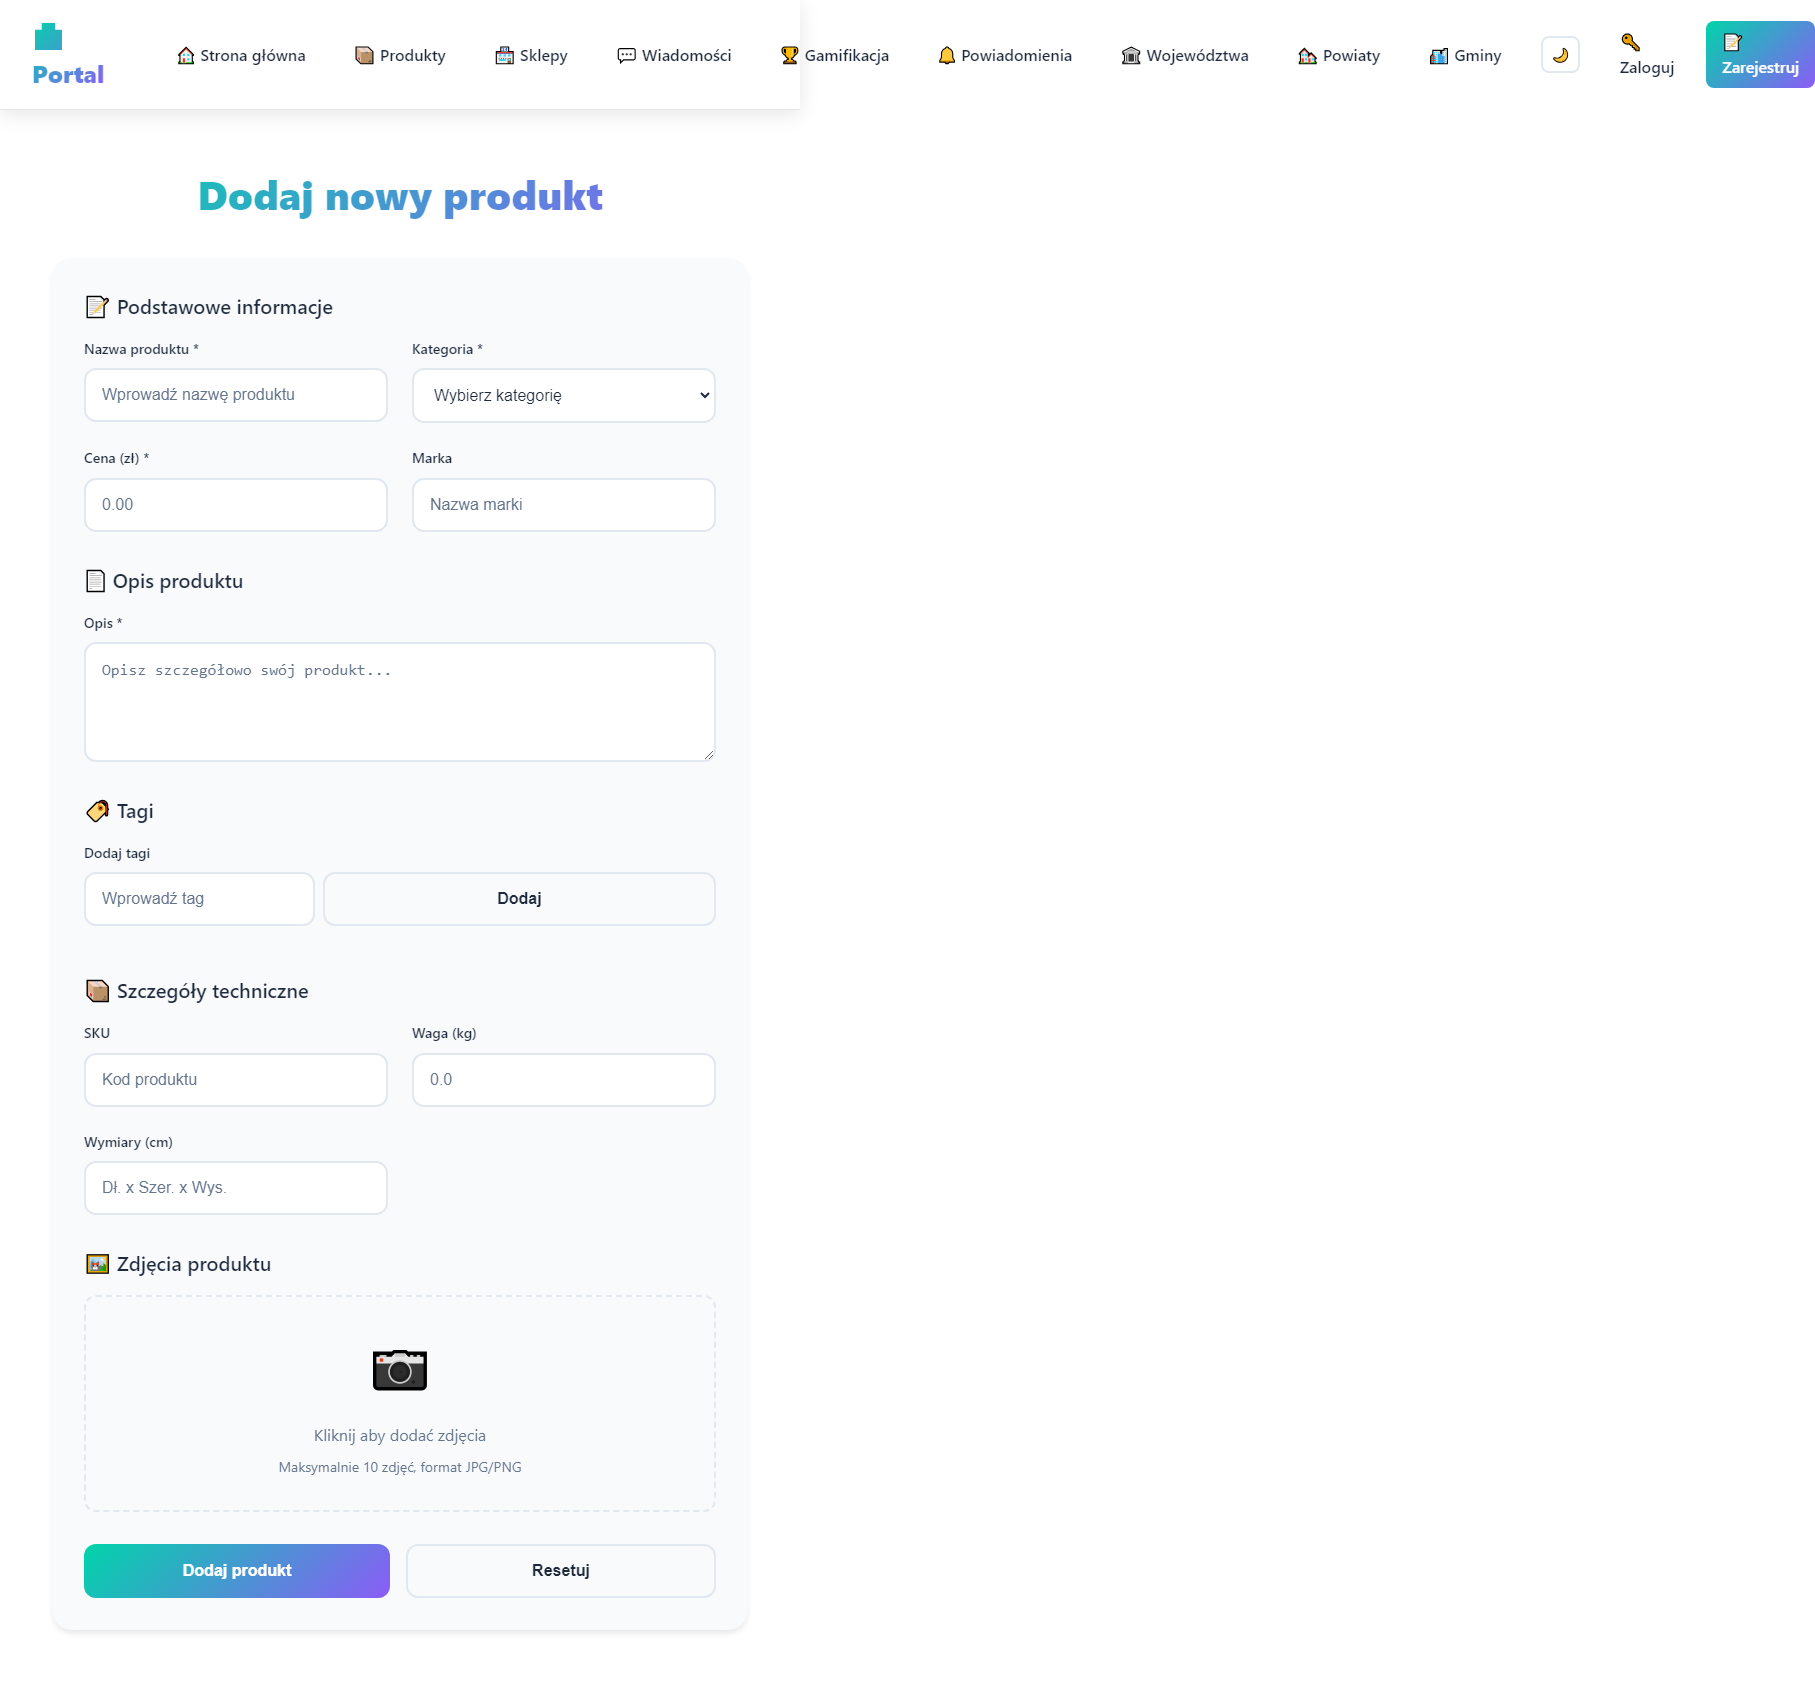 Portal
Strona główna
Produkty
Sklepy
Wiadomości
Gamifikacja
Powiadomienia
Województwa
Powiaty
Gminy
Zaloguj
Zarejestruj
Dodaj nowy produkt
Podstawowe informacje
Nazwa produktu *
Kategoria *
Wprowadź nazwę produktu
Wybierz kategorię
Cena (zł) *
Marka
0.00
Nazwa marki
Opis produktu
Opis *
Opisz szczegółowo swój produkt...
Tagi
Dodaj tagi
Wprowadź tag
Dodaj
Szczegóły techniczne
SKU
Waga (kg)
Kod produktu
0.0
Wymiary (cm)
Dł. x Szer. x Wys.
Zdjęcia produktu
Kliknij aby dodać zdjęcia
Maksymalnie 10 zdjęć, format JPG/PNG
Dodaj produkt
Resetuj